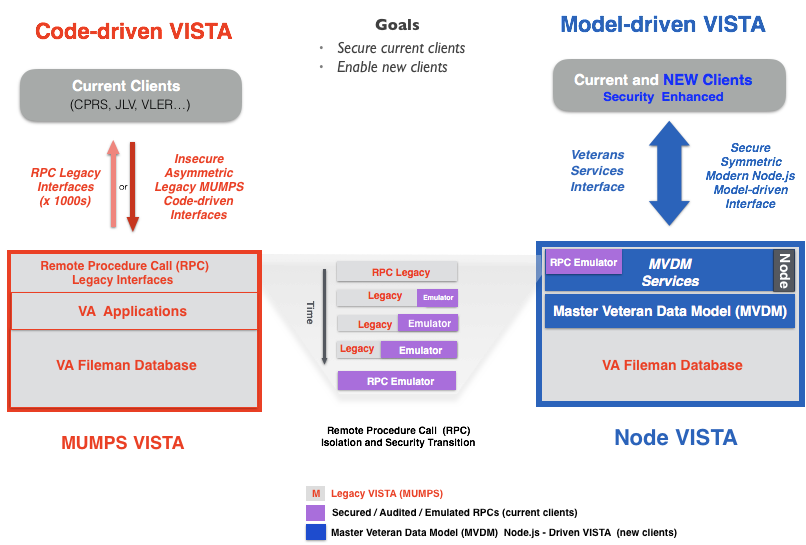 Code-driven VISTA
Goals
• Secure current clients
• Enable new clients
Model-driven VISTA
Current Clients
(CPRS, JLV, VLER...)
Current and NEW Clients
Security Enhanced
RPC Legacy
Interfaces
(x 1000s)
or
Insecure
Asymmetric
Legacy MUMPS
Code-driven
Interfaces
Veterans
Services
Interface
Secure
Symmetric
Modern Node.js
Model-driven
Interface
Remote Procedure Call (RPC)
Legacy Interfaces
VA Applications
VA Fileman Database
MUMPS VISTA
Time
RPC Legacy
Legacy Emulator
Legacy Emulator
Legacy Emulator
RPC Emulator
Remote Procedure Call (RPC)
Isolation and Security Transition
RPC Emulator
MVDM
Services
Node
Master Veteran Data Model (MVDM)
VA Fileman Database
Node VISTA
M Legacy VISTA (MUMPS)
Secured / Audited / Emulated RPCs (current clients)
Master Veteran Data Model (MVDM) Node.js - Driven VISTA (new clients)